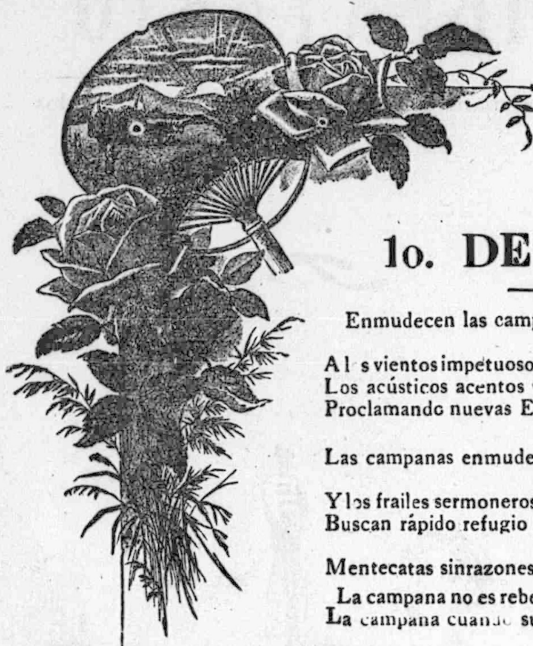 1o. DE
Enmudecen las camp
A l s vientos impetuoso
Los acústicos acentos
Proclamando nuevas E
Las campanas enmude
Y los frailes sermoneros
Buscan rápido refugio
Mentecatas sinrazones
La campana no es rebe
La campana cuando su